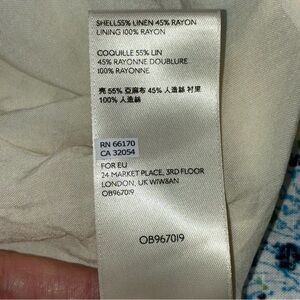 SHELL55% LINEN 45% RAYON
LINING 100% RAYON
COQUILLE 55% LIN
45% RAYONNE DOUBLURE
100% RAYONNE
壳 55% 亞麻布 45% 人造絲 衬里
100% 人造絲
RN 66170
CA 32054
FOR EU
24 MARKET PLACE, 3RD FLOOR
LONDON, UK W1W8AN
OB967019
OB967019